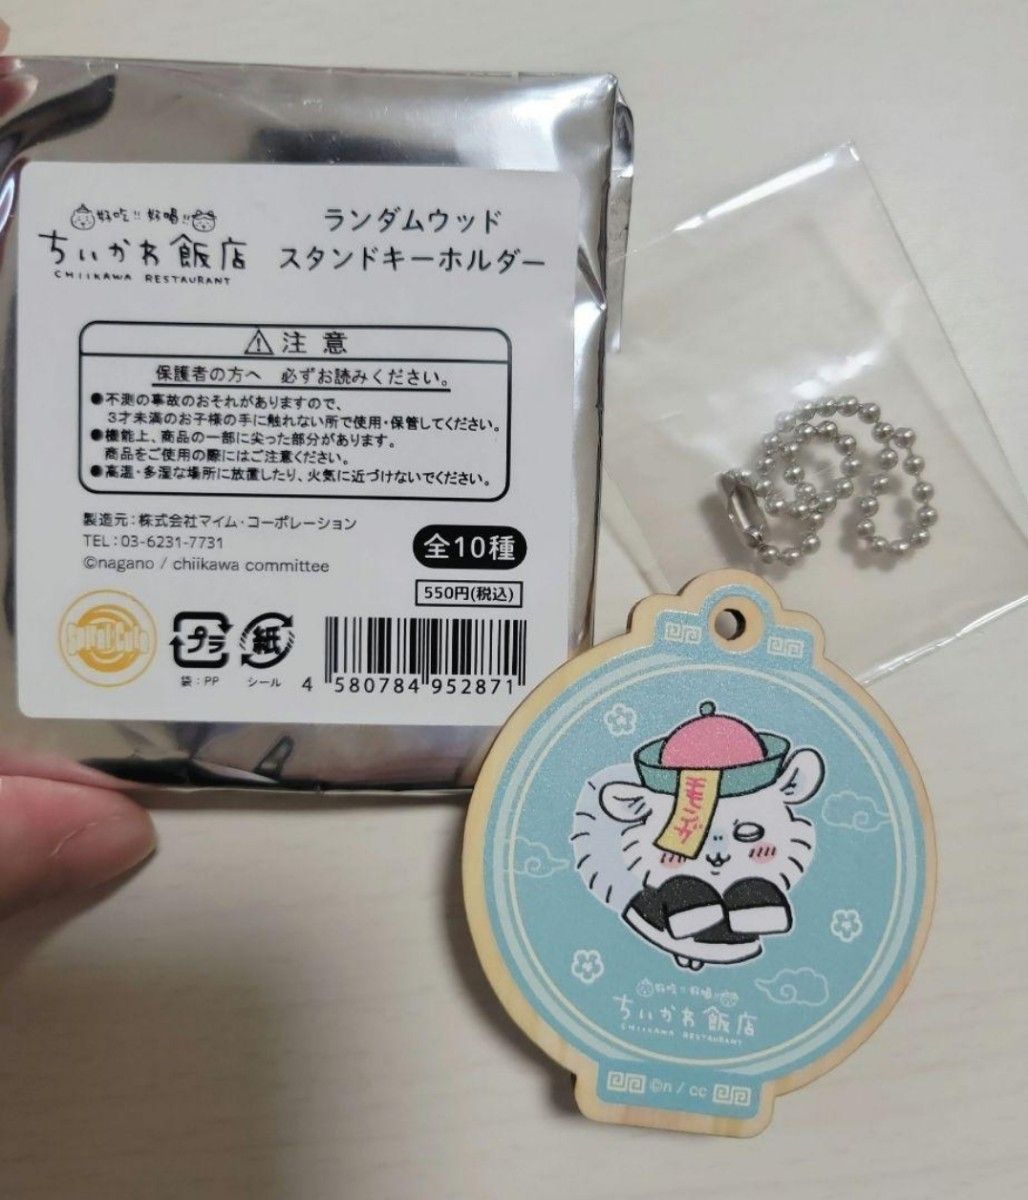 好吃!! 好喝!!
ちいかわ飯店
CHIIKAWA RESTAURANT
ランダムウッド
スタンドキーホルダー
注意
保護者の方へ 必ずお読みください。
●不測の事故のおそれがありますので、
3才未満のお子様の手に触れない所で使用・保管してください。
●機能上、商品の一部に尖った部分があります。
商品をご使用の際にはご注意ください。
●高温・多湿な場所に放置したり、火気に近づけないでください。
製造元:株式会社マイム・コーポレーション
TEL:03-6231-7731
©nagano / chiikawa committee
全10種
550円(税込)
Spiral Cute
プラ
紙
袋:PP
シール
4 580784 952871
好吃!! 好喝!!
ちいかわ飯店
CHIIKAWA RESTAURANT
©n / cc